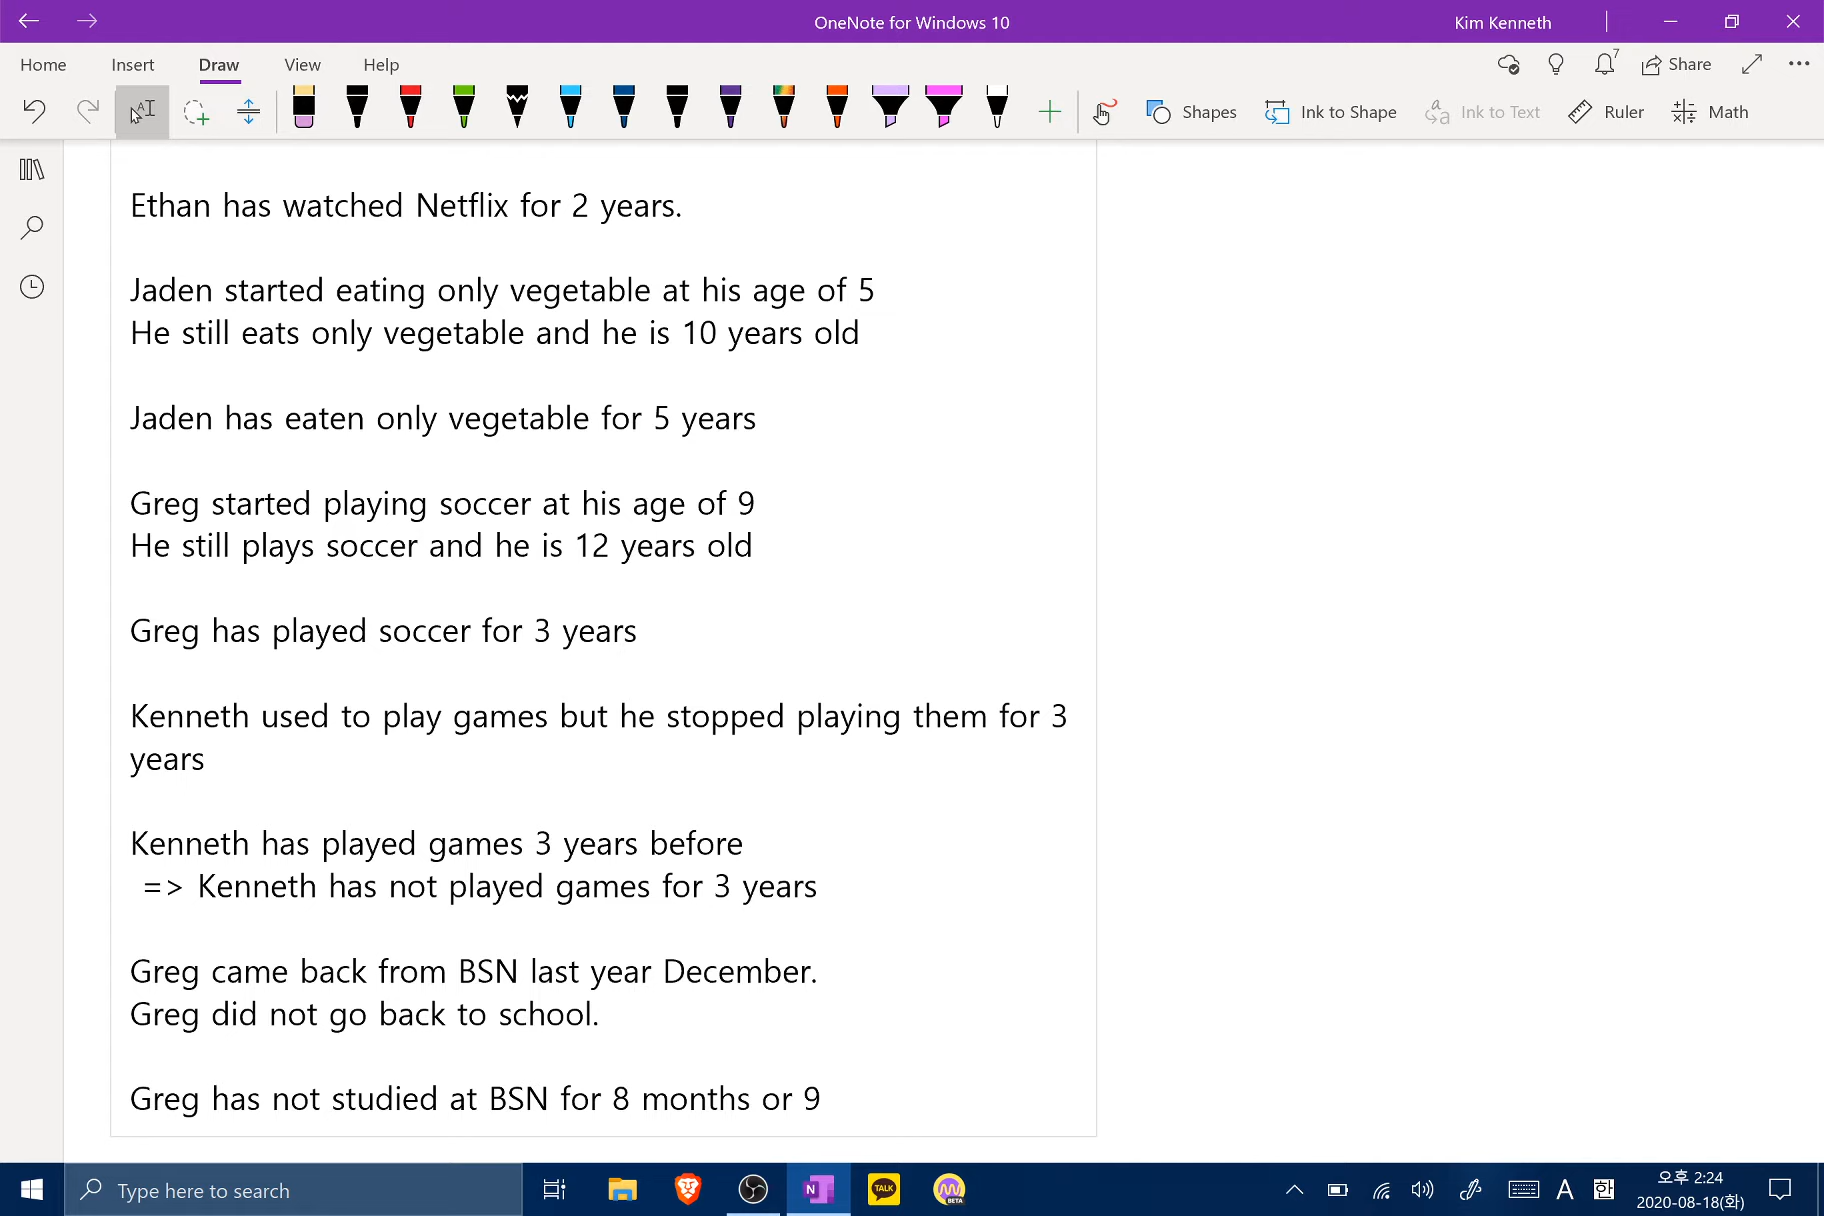 OneNote for Windows 10
Kim Kenneth
Home Insert Draw View Help
7 Share
Shapes Ink to Shape Ink to Text Ruler Math
Ethan has watched Netflix for 2 years.
Jaden started eating only vegetable at his age of 5
He still eats only vegetable and he is 10 years old
Jaden has eaten only vegetable for 5 years
Greg started playing soccer at his age of 9
He still plays soccer and he is 12 years old
Greg has played soccer for 3 years
Kenneth used to play games but he stopped playing them for 3
years
Kenneth has played games 3 years before
=> Kenneth has not played games for 3 years
Greg came back from BSN last year December.
Greg did not go back to school.
Greg has not studied at BSN for 8 months or 9
Type here to search
N
TALK
BETA
A 한
오후 2:24
2020-08-18(화)